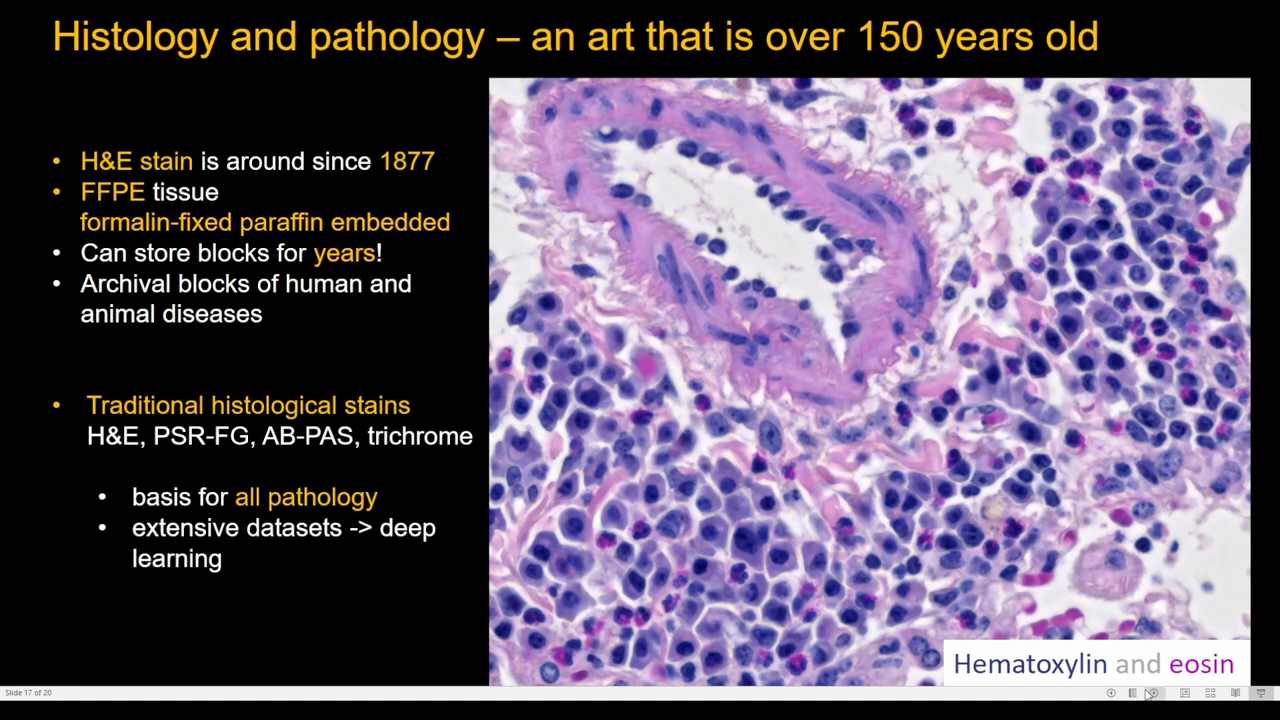 Histology and pathology – an art that is over 150 years old
• H&E stain is around since 1877
• FFPE tissue
formalin-fixed paraffin embedded
• Can store blocks for years!
• Archival blocks of human and
animal diseases
• Traditional histological stains
H&E, PSR-FG, AB-PAS, trichrome
• basis for all pathology
• extensive datasets -> deep
learning
Hematoxylin and eosin
Slide 17 of 20